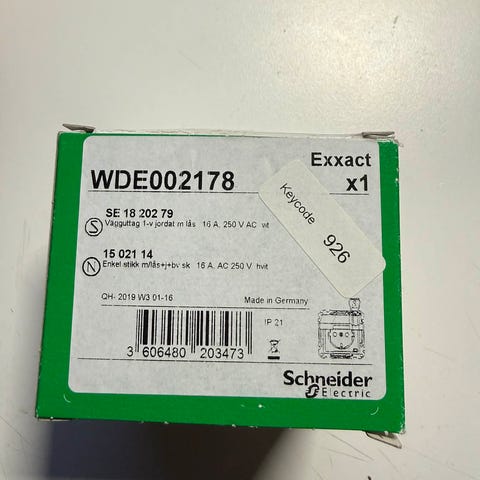 Exxact
WDE002178
x1
Keycode
926
SE 18 202 79
S Vägguttag 1-v jordat m lås 16 A, 250 V AC vit
15 021 14
N Enkel stikk m/lås+j+bv sk 16 A, AC 250 V hvit
QH- 2019 W3 01-16
Made in Germany
IP 21
3 606480 203473
Schneider
Electric